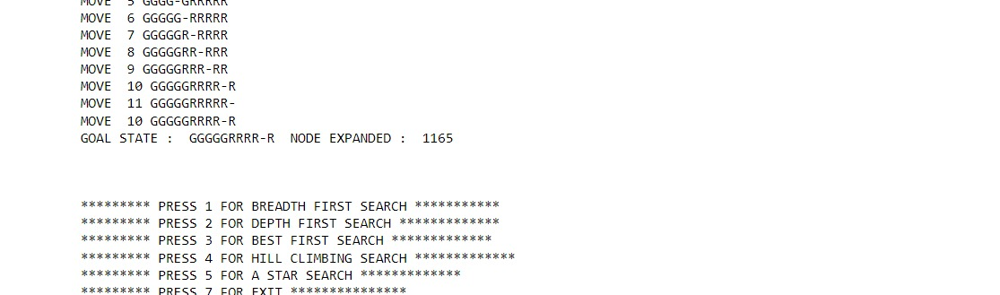 MOVE  5 GGGG-GRRRRR
MOVE  6 GGGGG-RRRRR
MOVE  7 GGGGGR-RRRR
MOVE  8 GGGGGRR-RRR
MOVE  9 GGGGGRRR-RR
MOVE  10 GGGGGRRRR-R
MOVE  11 GGGGGRRRRR-
MOVE  10 GGGGGRRRR-R
GOAL STATE :  GGGGGRRRR-R  NODE EXPANDED :  1165
********* PRESS 1 FOR BREADTH FIRST SEARCH ***********
********* PRESS 2 FOR DEPTH FIRST SEARCH *************
********* PRESS 3 FOR BEST FIRST SEARCH *************
********* PRESS 4 FOR HILL CLIMBING SEARCH *************
********* PRESS 5 FOR A STAR SEARCH *************
********* PRESS 7 FOR EXIT ***************